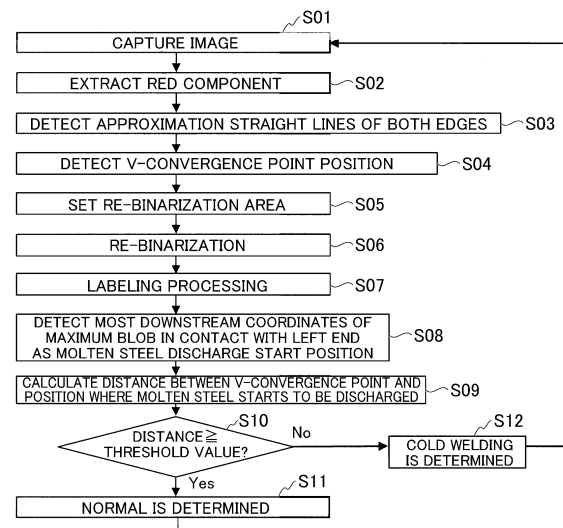 S01
CAPTURE IMAGE
EXTRACT RED COMPONENT
S02
DETECT APPROXIMATION STRAIGHT LINES OF BOTH EDGES
S03
DETECT V-CONVERGENCE POINT POSITION
S04
SET RE-BINARIZATION AREA
S05
RE-BINARIZATION
S06
LABELING PROCESSING
S07
DETECT MOST DOWNSTREAM COORDINATES OF
MAXIMUM BLOB IN CONTACT WITH LEFT END
AS MOLTEN STEEL DISCHARGE START POSITION
S08
CALCULATE DISTANCE BETWEEN V-CONVERGENCE POINT AND
POSITION WHERE MOLTEN STEEL STARTS TO BE DISCHARGED
S09
S10
DISTANCE≧
THRESHOLD VALUE?
No
S12
COLD WELDING
IS DETERMINED
Yes
S11
NORMAL IS DETERMINED